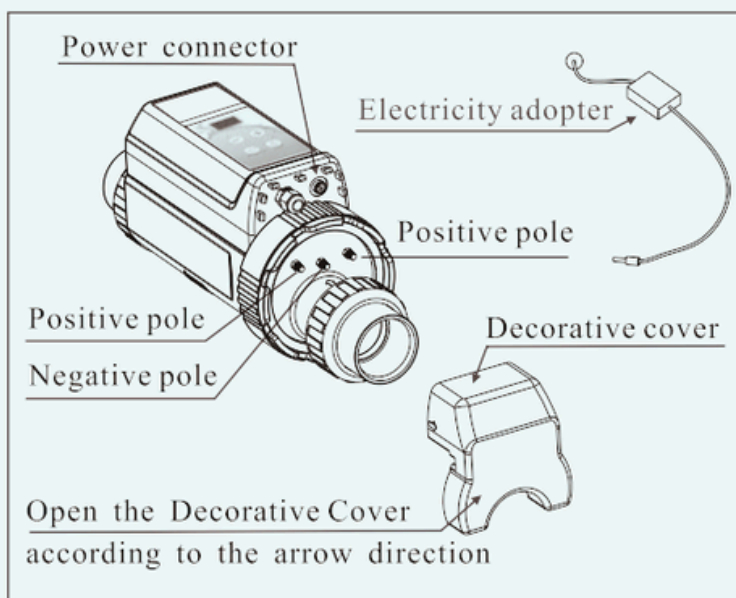 Power connector
Electricity adopter
Positive pole
Positive pole
Decorative cover
Negative pole
Open the Decorative Cover
according to the arrow direction